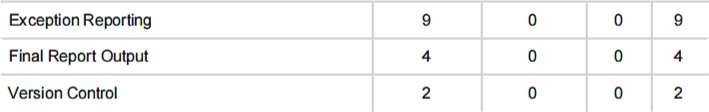 Exception Reporting 9 0 0 9
Final Report Output 4 0 0 4
Version Control 2 0 0 2